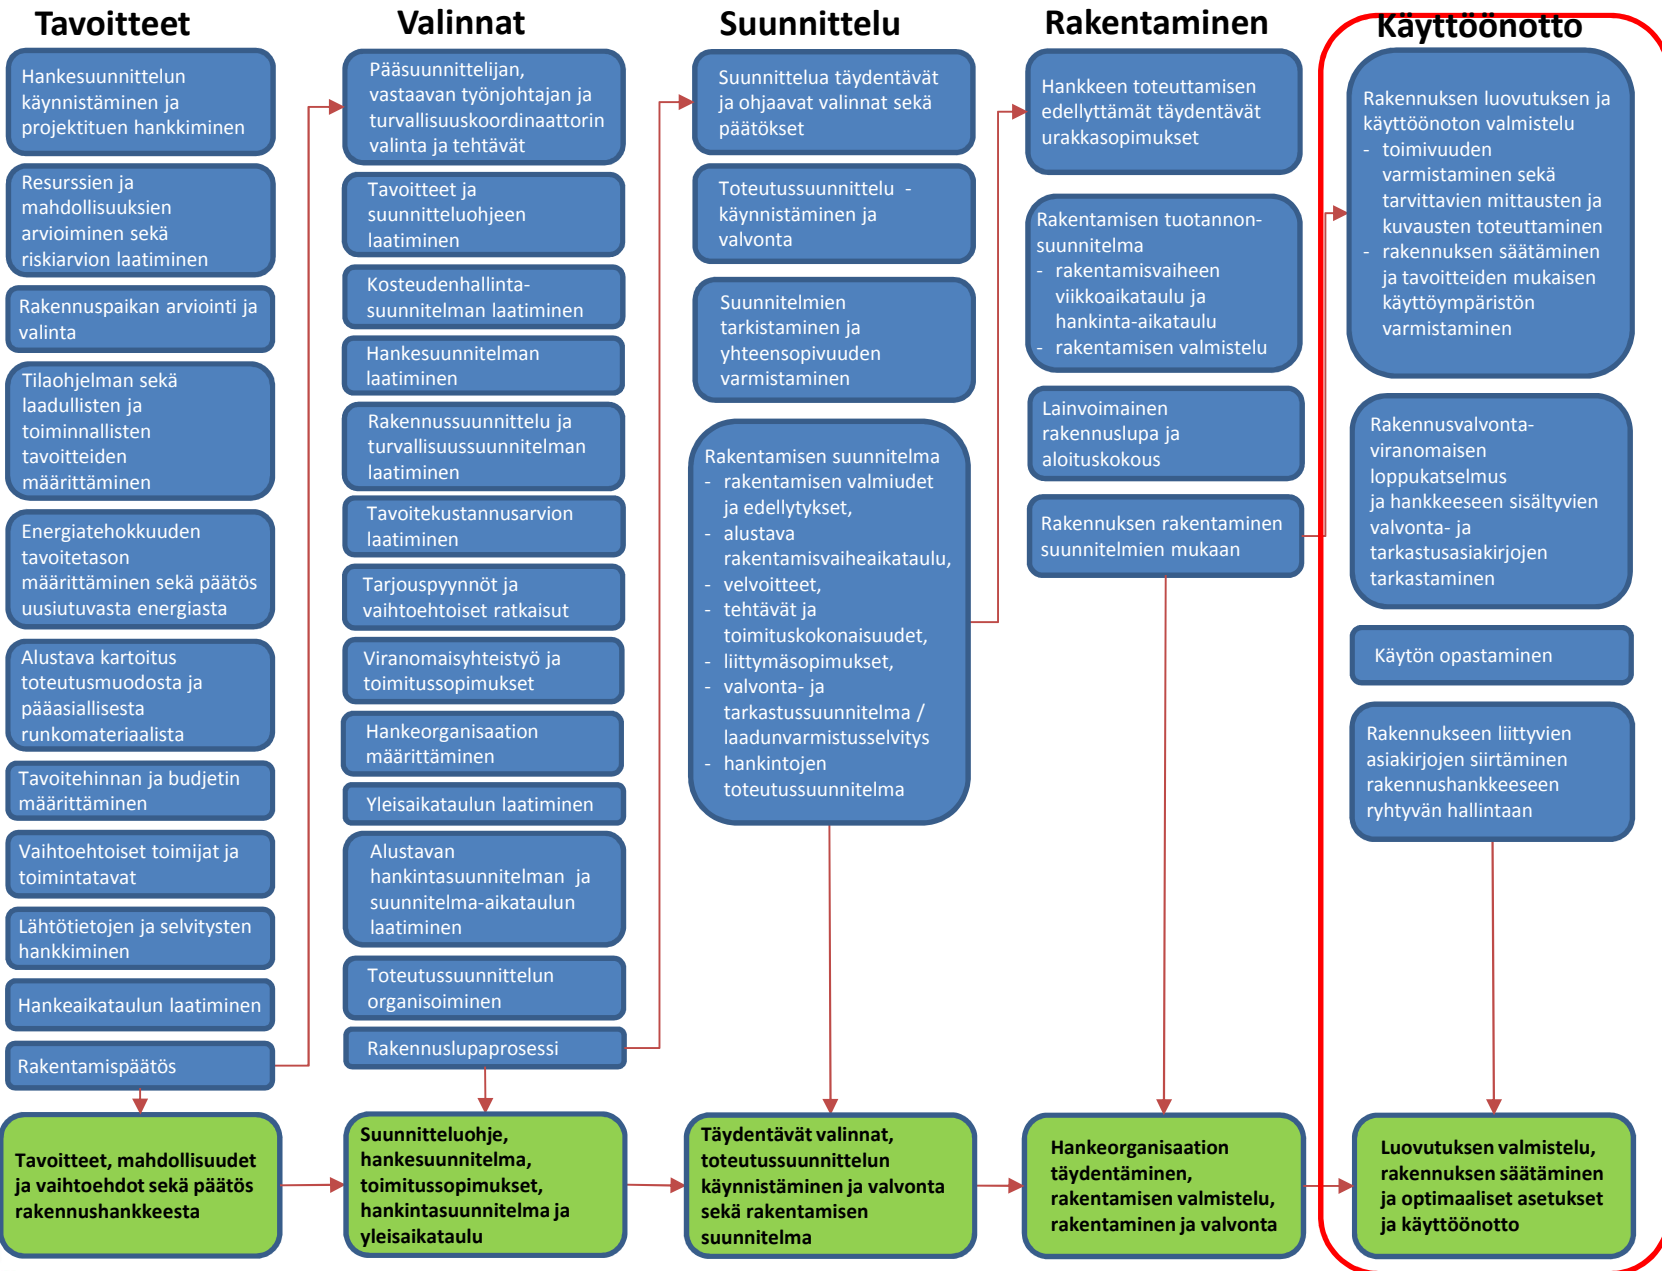 Tavoitteet
Hankesuunnittelun
käynnistäminen ja
projektituen hankkiminen
Resurssien ja
mahdollisuuksien
arvioiminen sekä
riskiarvion laatiminen
Rakennuspaikan arviointi ja
valinta
Tilaohjelman sekä
laadullisten ja
toiminnallisten
tavoitteiden
määrittäminen
Energiatehokkuuden
tavoitetason
määrittäminen sekä päätös
uusiutuvasta energiasta
Alustava kartoitus
toteutusmuodosta ja
pääasiallisesta
runkomateriaalista
Tavoitehinnan ja budjetin
määrittäminen
Vaihtoehtoiset toimijat ja
toimintatavat
Lähtötietojen ja selvitysten
hankkiminen
Hankeaikataulun laatiminen
Rakentamispäätös
Tavoitteet, mahdollisuudet
ja vaihtoehdot sekä päätös
rakennushankkeesta
Valinnat
Pääsuunnittelijan,
vastaavan työnjohtajan ja
turvallisuuskoordinaattorin
valinta ja tehtävät
Tavoitteet ja
suunnitteluohjeen
laatiminen
Kosteudenhallinta-
suunnitelman laatiminen
Hankesuunnitelman
laatiminen
Rakennussuunnittelu ja
turvallisuussuunnitelman
laatiminen
Tavoitekustannusarvion
laatiminen
Tarjouspyynnöt ja
vaihtoehtoiset ratkaisut
Viranomaisyhteistyö ja
toimitussopimukset
Hankeorganisaation
määrittäminen
Yleisaikataulun laatiminen
Alustavan
hankintasuunnitelman ja
suunnitelma-aikataulun
laatiminen
Toteutussuunnittelun
organisoiminen
Rakennuslupaprosessi
Suunnitteluohje,
hankesuunnitelma,
toimitussopimukset,
hankintasuunnitelma ja
yleisaikataulu
Suunnittelu
Suunnittelua täydentävät
ja ohjaavat valinnat sekä
päätökset
Toteutussuunnittelu -
käynnistäminen ja
valvonta
Suunnitelmien
tarkistaminen ja
yhteensopivuuden
varmistaminen
Rakentamisen suunnitelma
- rakentamisen valmiudet
ja edellytykset,
- alustava
rakentamisvaiheaikataulu,
- velvoitteet,
- tehtävät ja
toimituskokonaisuudet,
- liittymäsopimukset,
- valvonta- ja
tarkastussuunnitelma /
laadunvarmistusselvitys
- hankintojen
toteutussuunnitelma
Täydentävät valinnat,
toteutussuunnittelun
käynnistäminen ja valvonta
sekä rakentamisen
suunnitelma
Rakentaminen
Hankkeen toteuttamisen
edellyttämät täydentävät
urakkasopimukset
Rakentamisen tuotannon-
suunnitelma
- rakentamisvaiheen
viikkoaikataulu ja
hankinta-aikataulu
- rakentamisen valmistelu
Lainvoimainen
rakennuslupa ja
aloituskokous
Rakennuksen rakentaminen
suunnitelmien mukaan
Hankeorganisaation
täydentäminen,
rakentamisen valmistelu,
rakentaminen ja valvonta
Käyttöönotto
Rakennuksen luovutuksen ja
käyttöönoton valmistelu
- toimivuuden
varmistaminen sekä
tarvittavien mittausten ja
kuvausten toteuttaminen
- rakennuksen säätäminen
ja tavoitteiden mukaisen
käyttöympäristön
varmistaminen
Rakennusvalvonta-
viranomaisen
loppukatselmus
ja hankkeeseen sisältyvien
valvonta- ja
tarkastusasiakirjojen
tarkastaminen
Käytön opastaminen
Rakennukseen liittyvien
asiakirjojen siirtäminen
rakennushankkeeseen
ryhtyvän hallintaan
Luovutuksen valmistelu,
rakennuksen säätäminen
ja optimaaliset asetukset
ja käyttöönotto